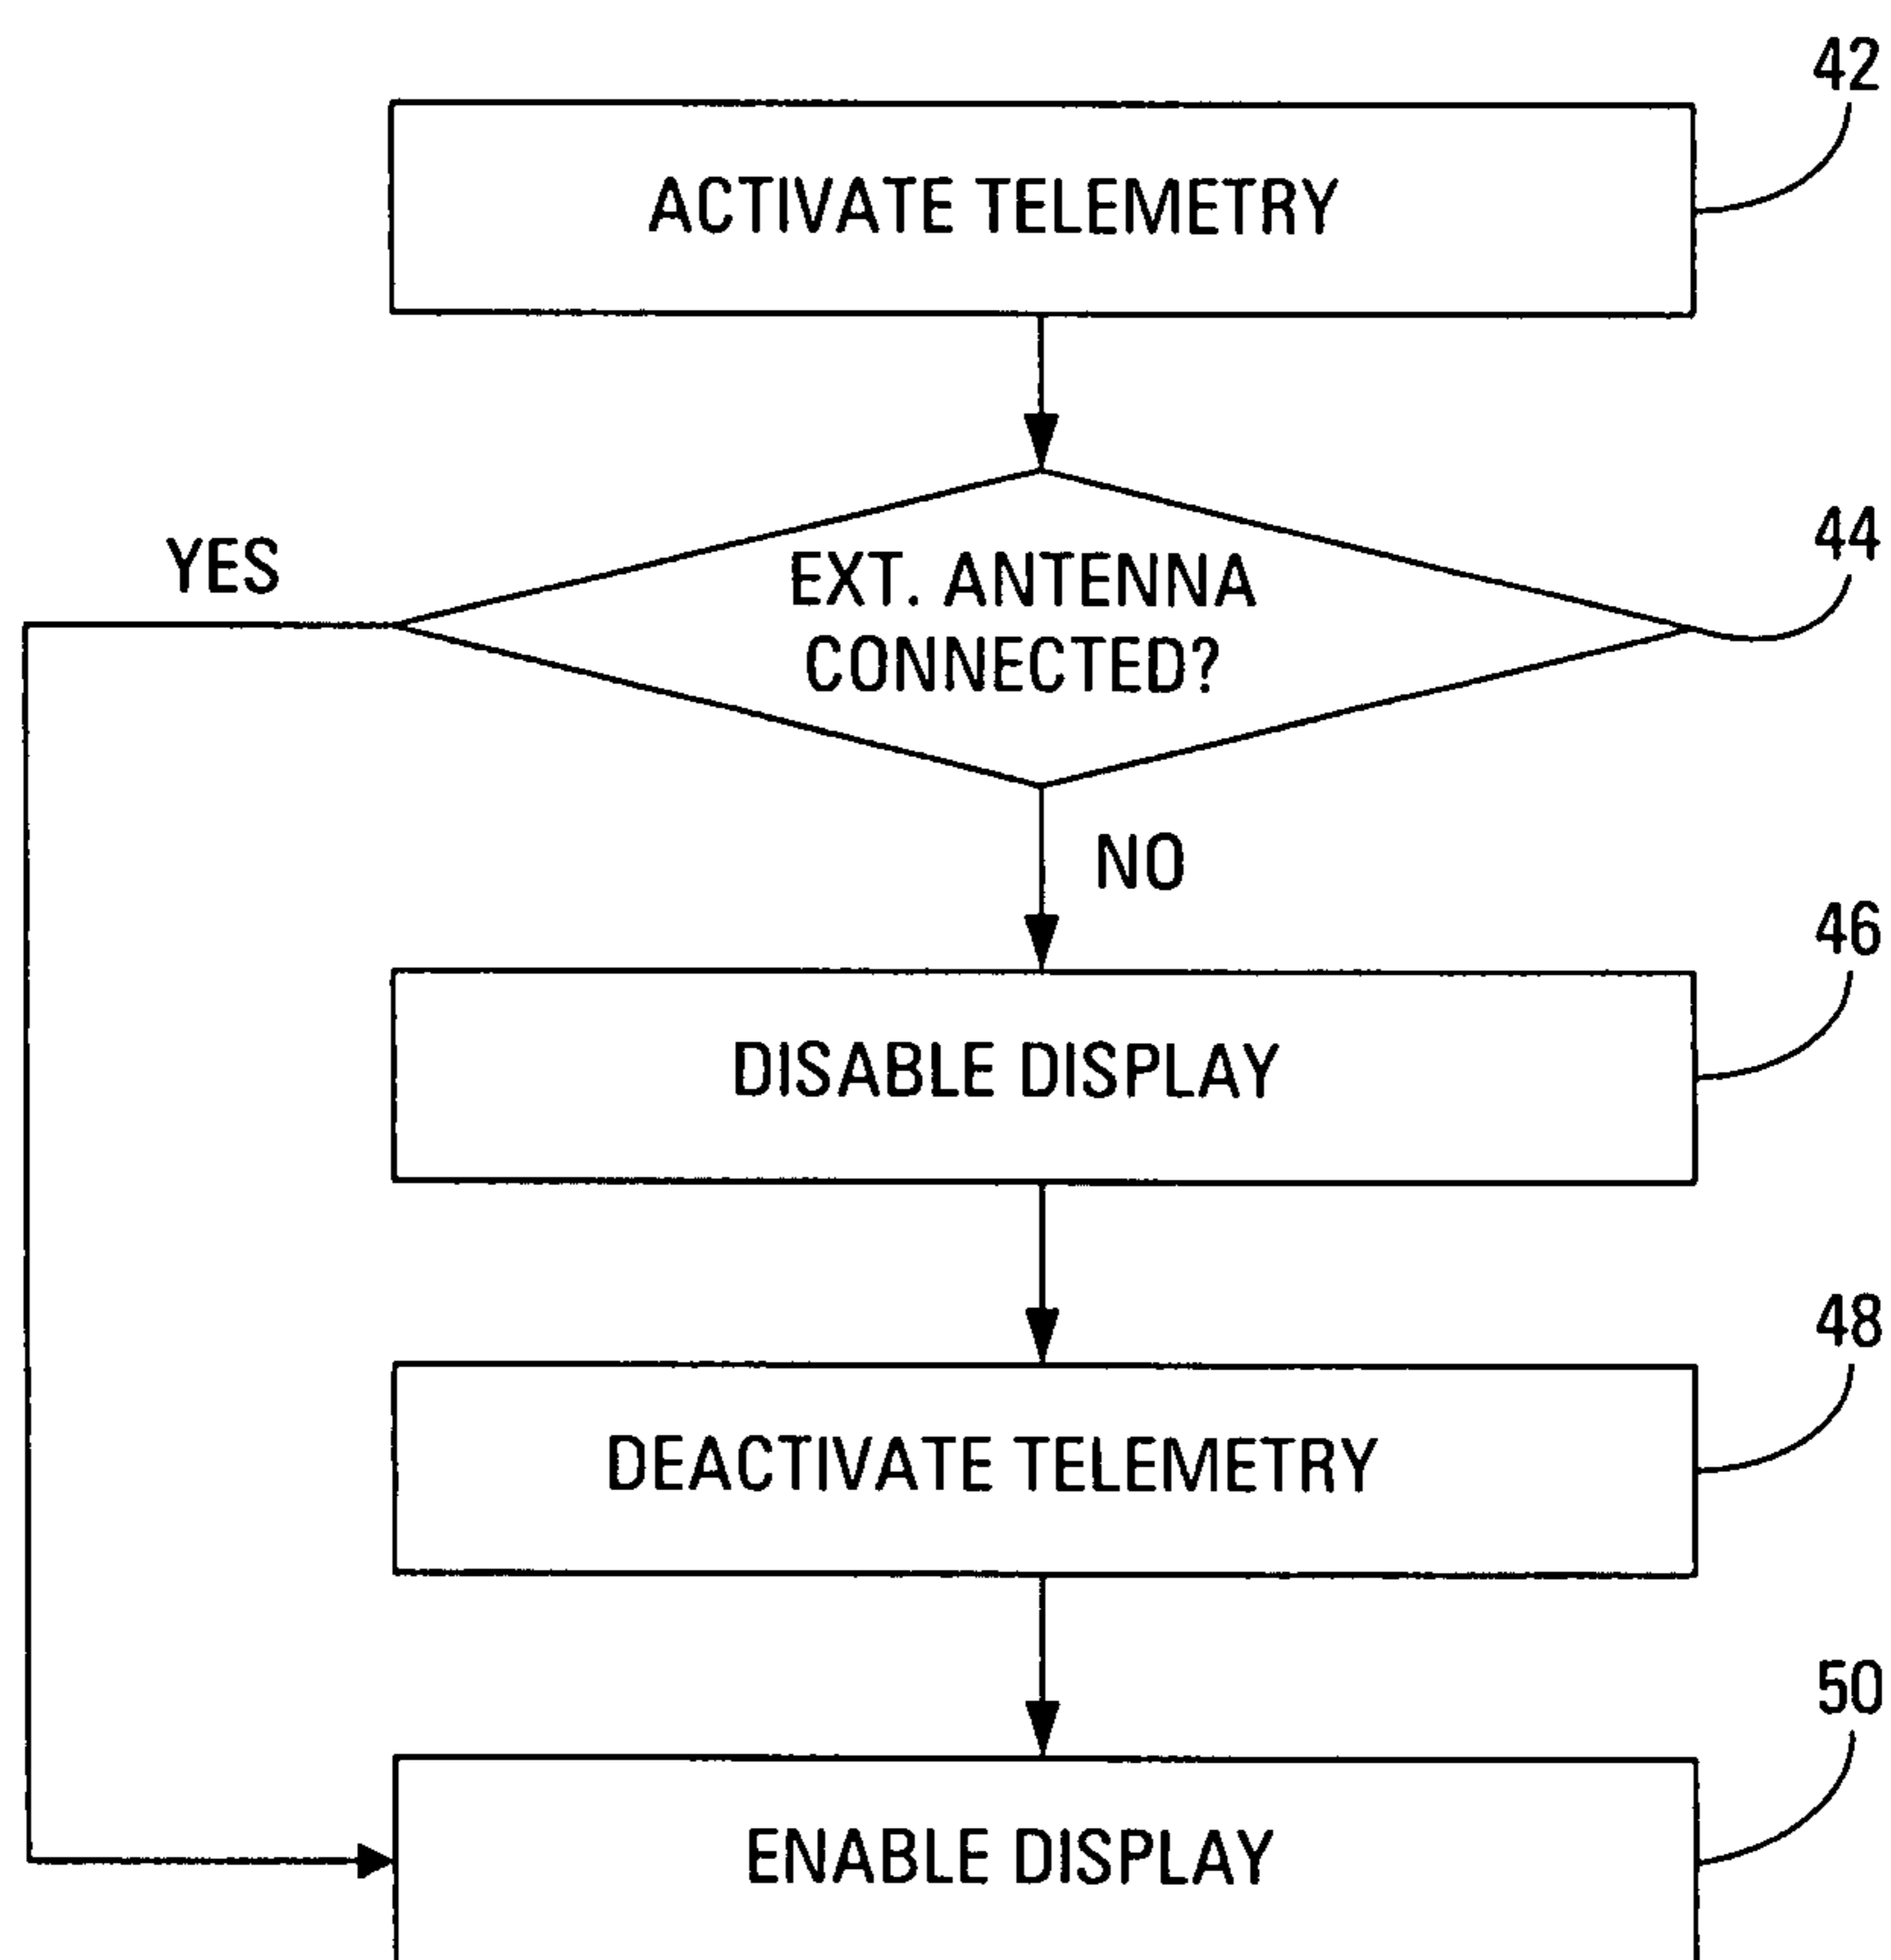 42
ACTIVATE TELEMETRY
44
YES
EXT. ANTENNA
CONNECTED?
NO
46
DISABLE DISPLAY
48
DEACTIVATE TELEMETRY
50
ENABLE DISPLAY